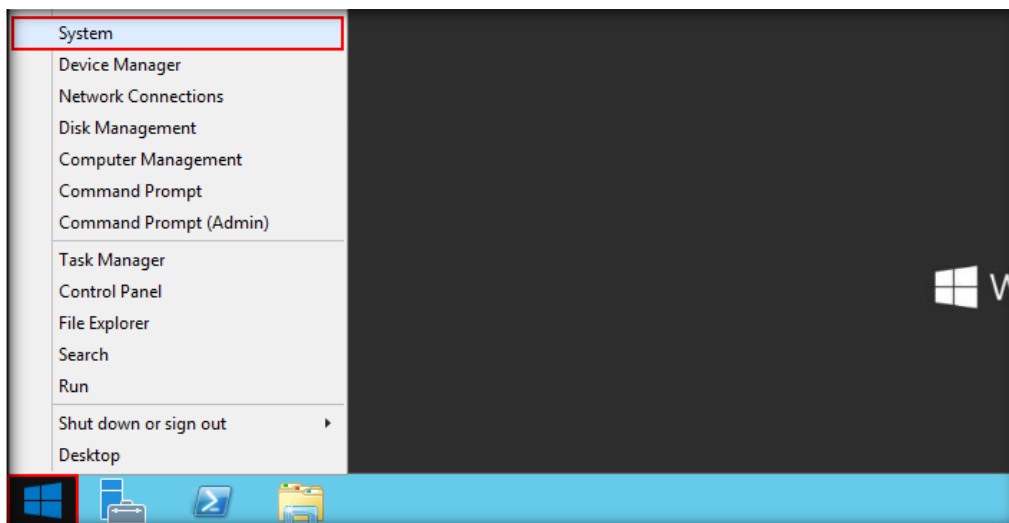 System
Device Manager
Network Connections
Disk Management
Computer Management
Command Prompt
Command Prompt (Admin)
Task Manager
Control Panel
File Explorer
Search
Run
Shut down or sign out
Desktop